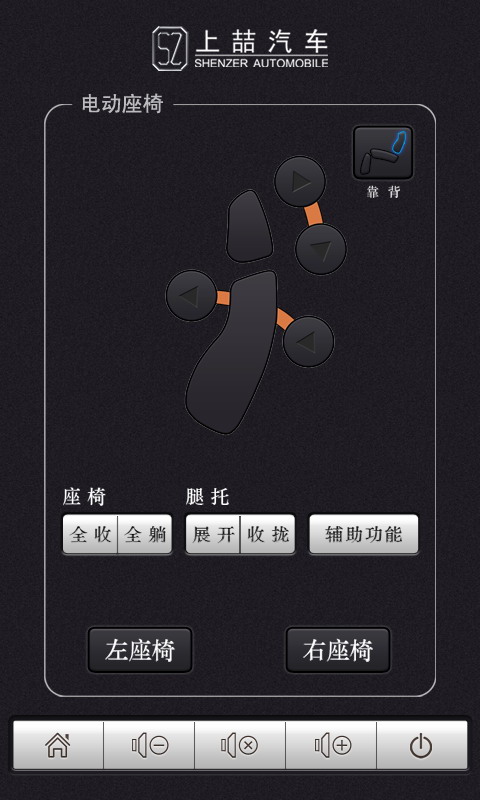 上喆汽车
SHENZER AUTOMOBILE
电动座椅
靠背
座椅
腿托
全收 全躺
展开 收拢
辅助功能
左座椅
右座椅